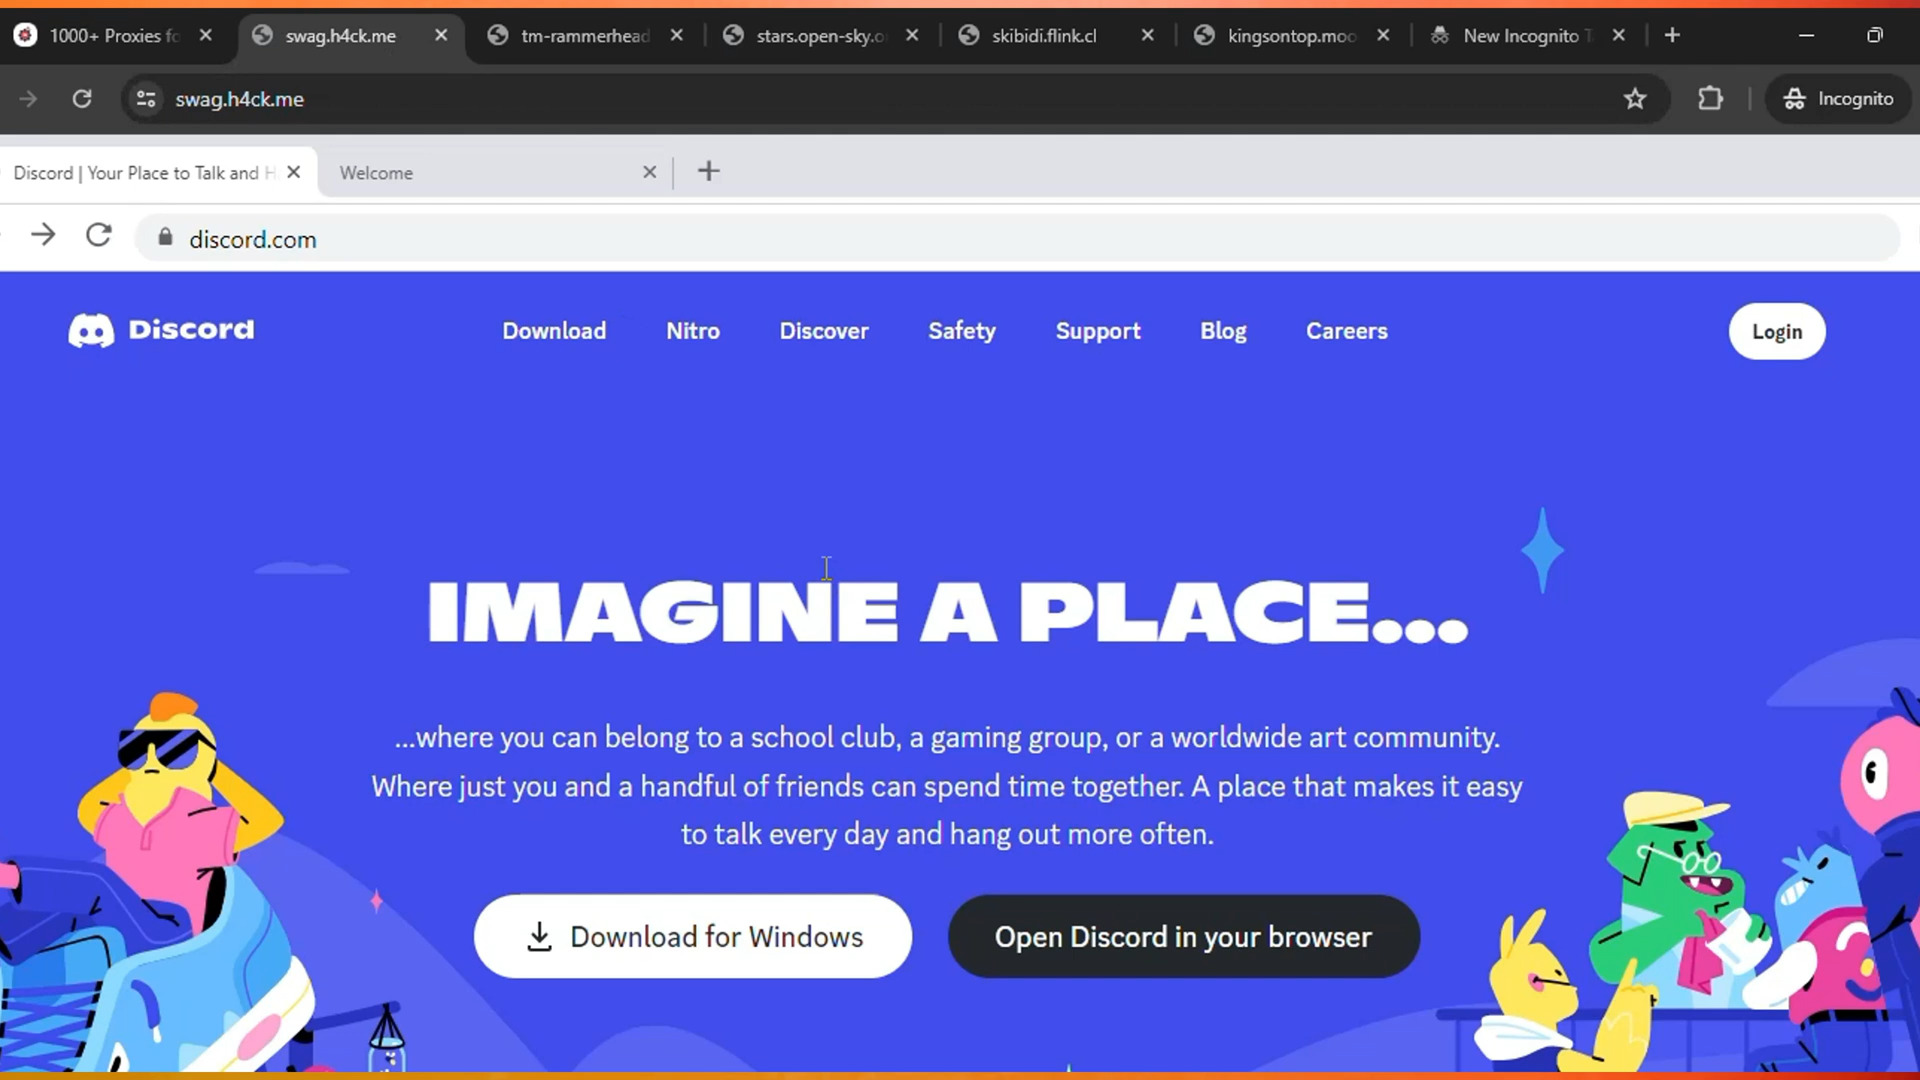 1000+ Proxies fo
swag.h4ck.me
tm-rammerhead
stars.open-sky.o
skibidi.flink.cl
kingsontop.moo
New Incognito T
swag.h4ck.me
Incognito
Discord | Your Place to Talk and H
Welcome
discord.com
Discord
Download
Nitro
Discover
Safety
Support
Blog
Careers
Login
IMAGINE A PLACE...
...where you can belong to a school club, a gaming group, or a worldwide art community.
Where just you and a handful of friends can spend time together. A place that makes it easy
to talk every day and hang out more often.
Download for Windows
Open Discord in your browser